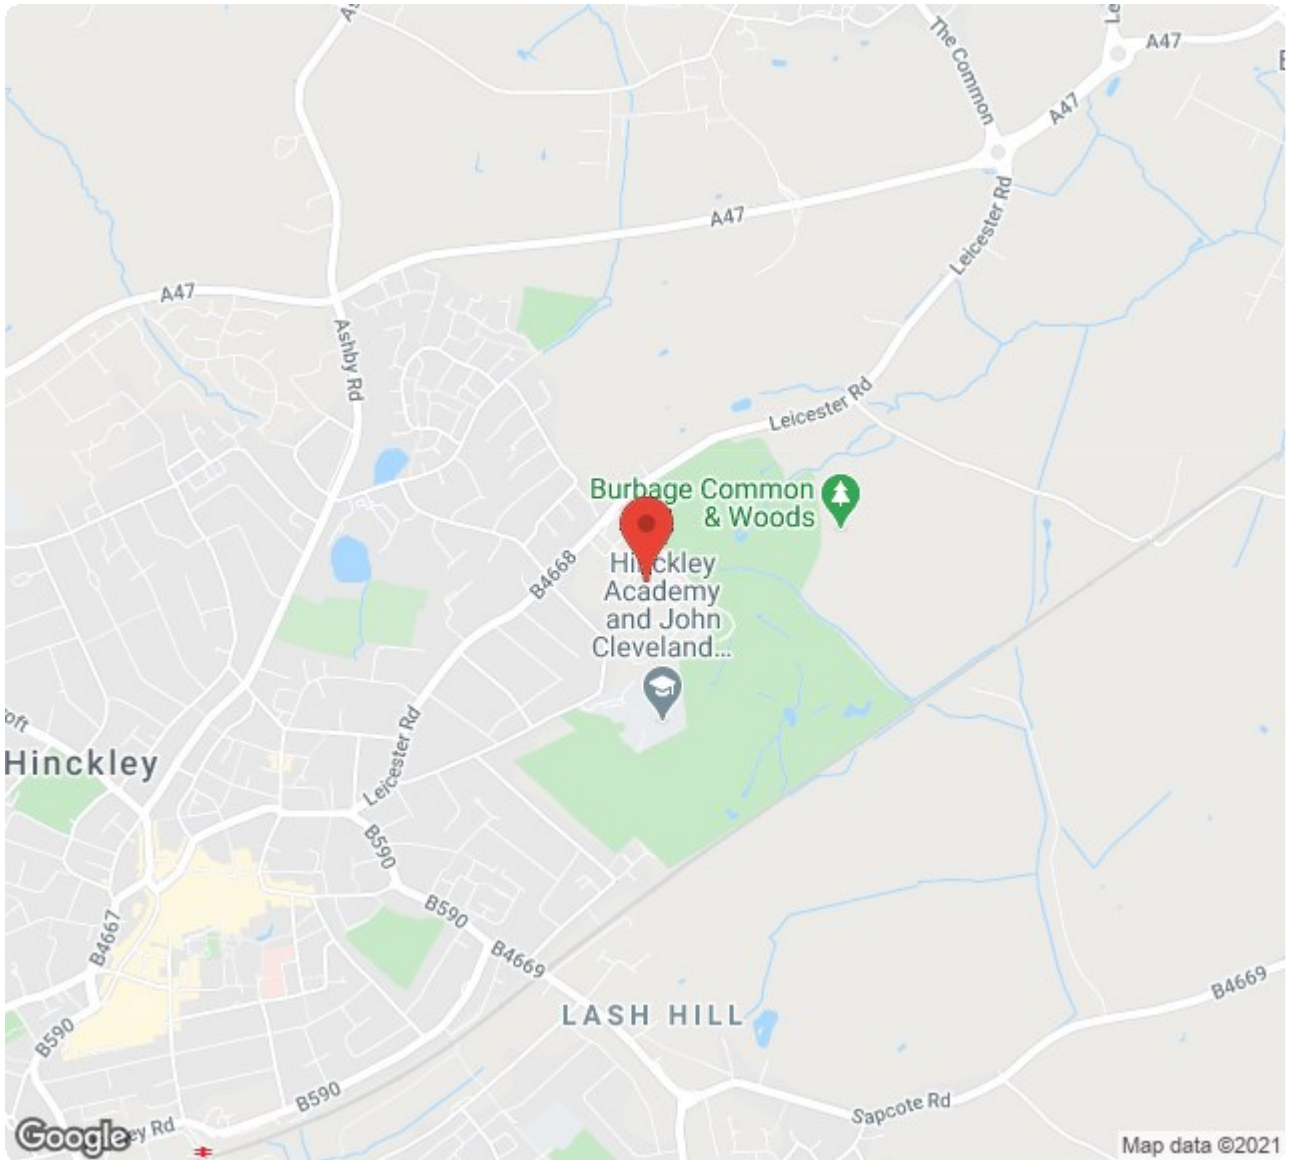 The Common
A47
A47
Leicester Rd
A47
A47
Ashby Rd
Leicester Rd
Burbage Common
& Woods
B4668
Hinckley
Academy
and John
Cleveland...
Leicester Rd
Hinckley
B590
B590
B4667
B4669
B4669
LASH HILL
B590
B590
Sapcote Rd
Rd
Google
Map data ©2021